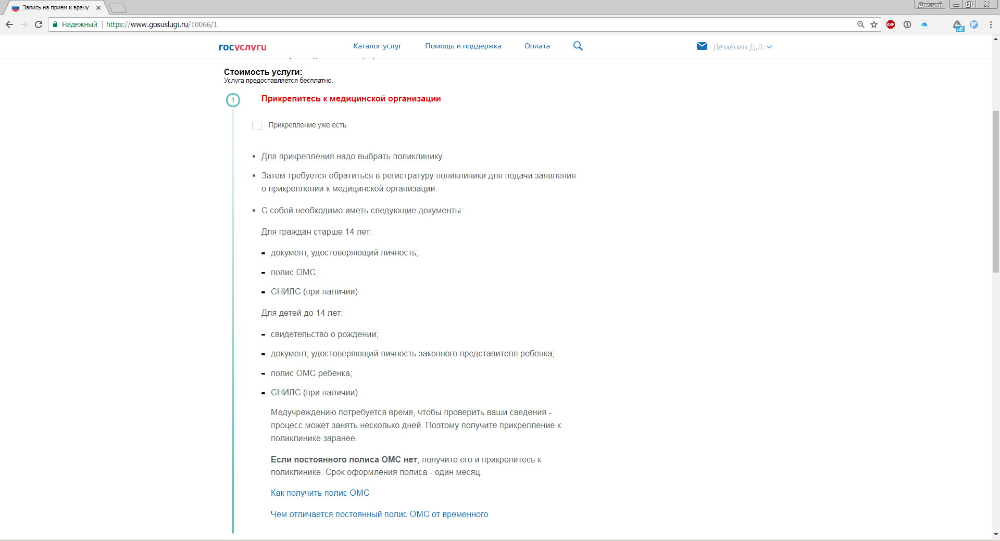 Запись на прием к врачу
Дмитрий
Надежный
https://www.gosuslugi.ru/10066/1
ABP
off
госуслуги
Каталог услуг
Помощь и поддержка
Оплата
Деменин Д.Л.
Стоимость услуги:
Услуга предоставляется бесплатно.
1
Прикрепитесь к медицинской организации
Прикрепление уже есть
• Для прикрепления надо выбрать поликлинику.
• Затем требуется обратиться в регистратуру поликлиники для подачи заявления
о прикреплении к медицинской организации.
• С собой необходимо иметь следующие документы:
Для граждан старше 14 лет:
- документ, удостоверяющий личность;
- полис ОМС;
- СНИЛС (при наличии).
Для детей до 14 лет:
- свидетельство о рождении;
- документ, удостоверяющий личность законного представителя ребенка;
- полис ОМС ребенка;
- СНИЛС (при наличии).
Медучреждению потребуется время, чтобы проверить ваши сведения -
процесс может занять несколько дней. Поэтому получите прикрепление к
поликлинике заранее.
Если постоянного полиса ОМС нет, получите его и прикрепитесь к
поликлинике. Срок оформления полиса - один месяц.
Как получить полис ОМС
Чем отличается постоянный полис ОМС от временного